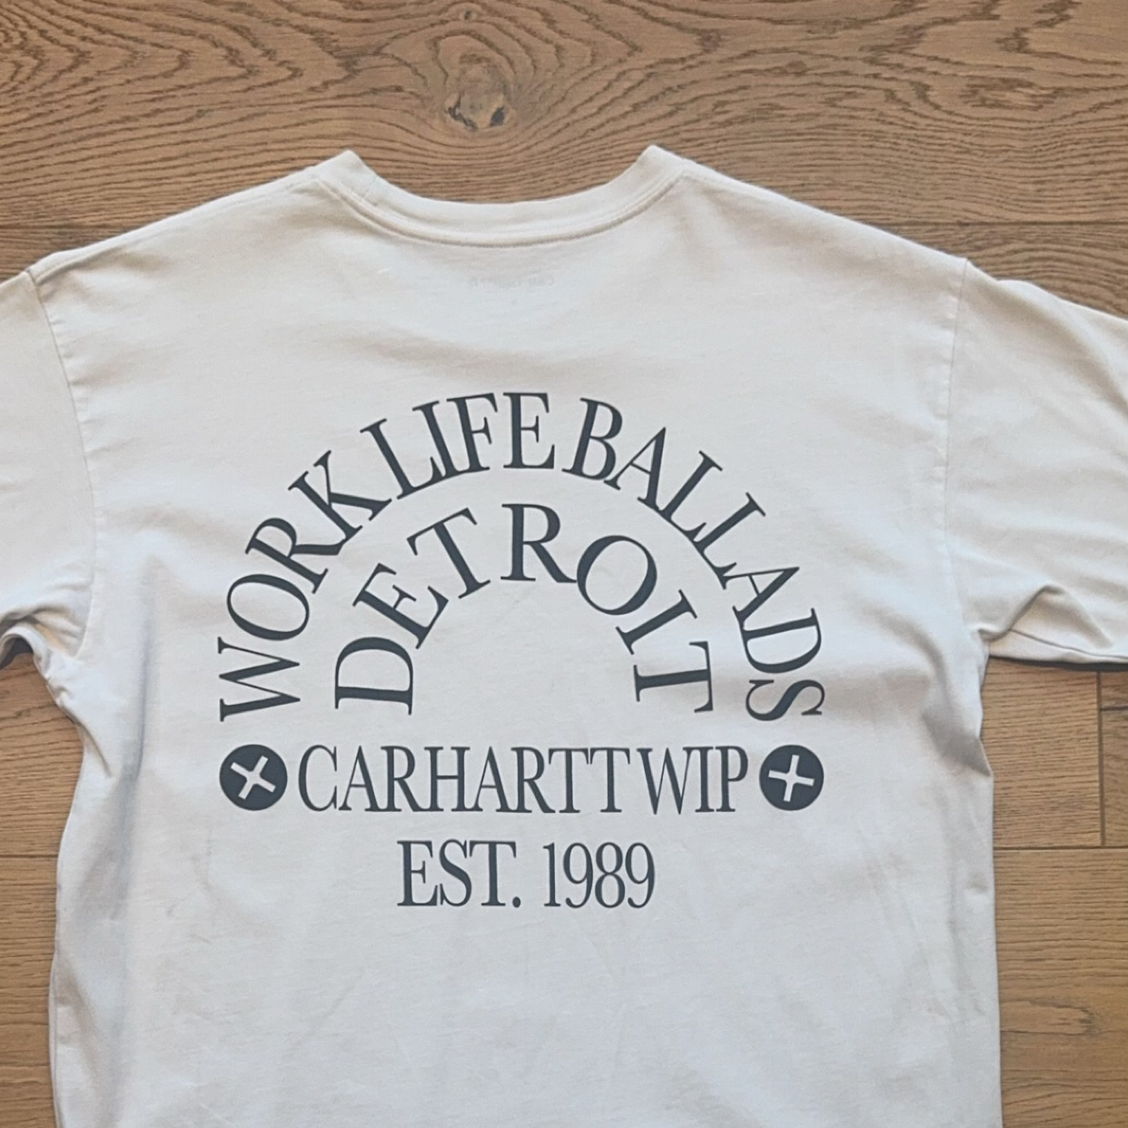 WORK LIFE BALLADS
DETROIT
CARHARTT WIP
EST. 1989